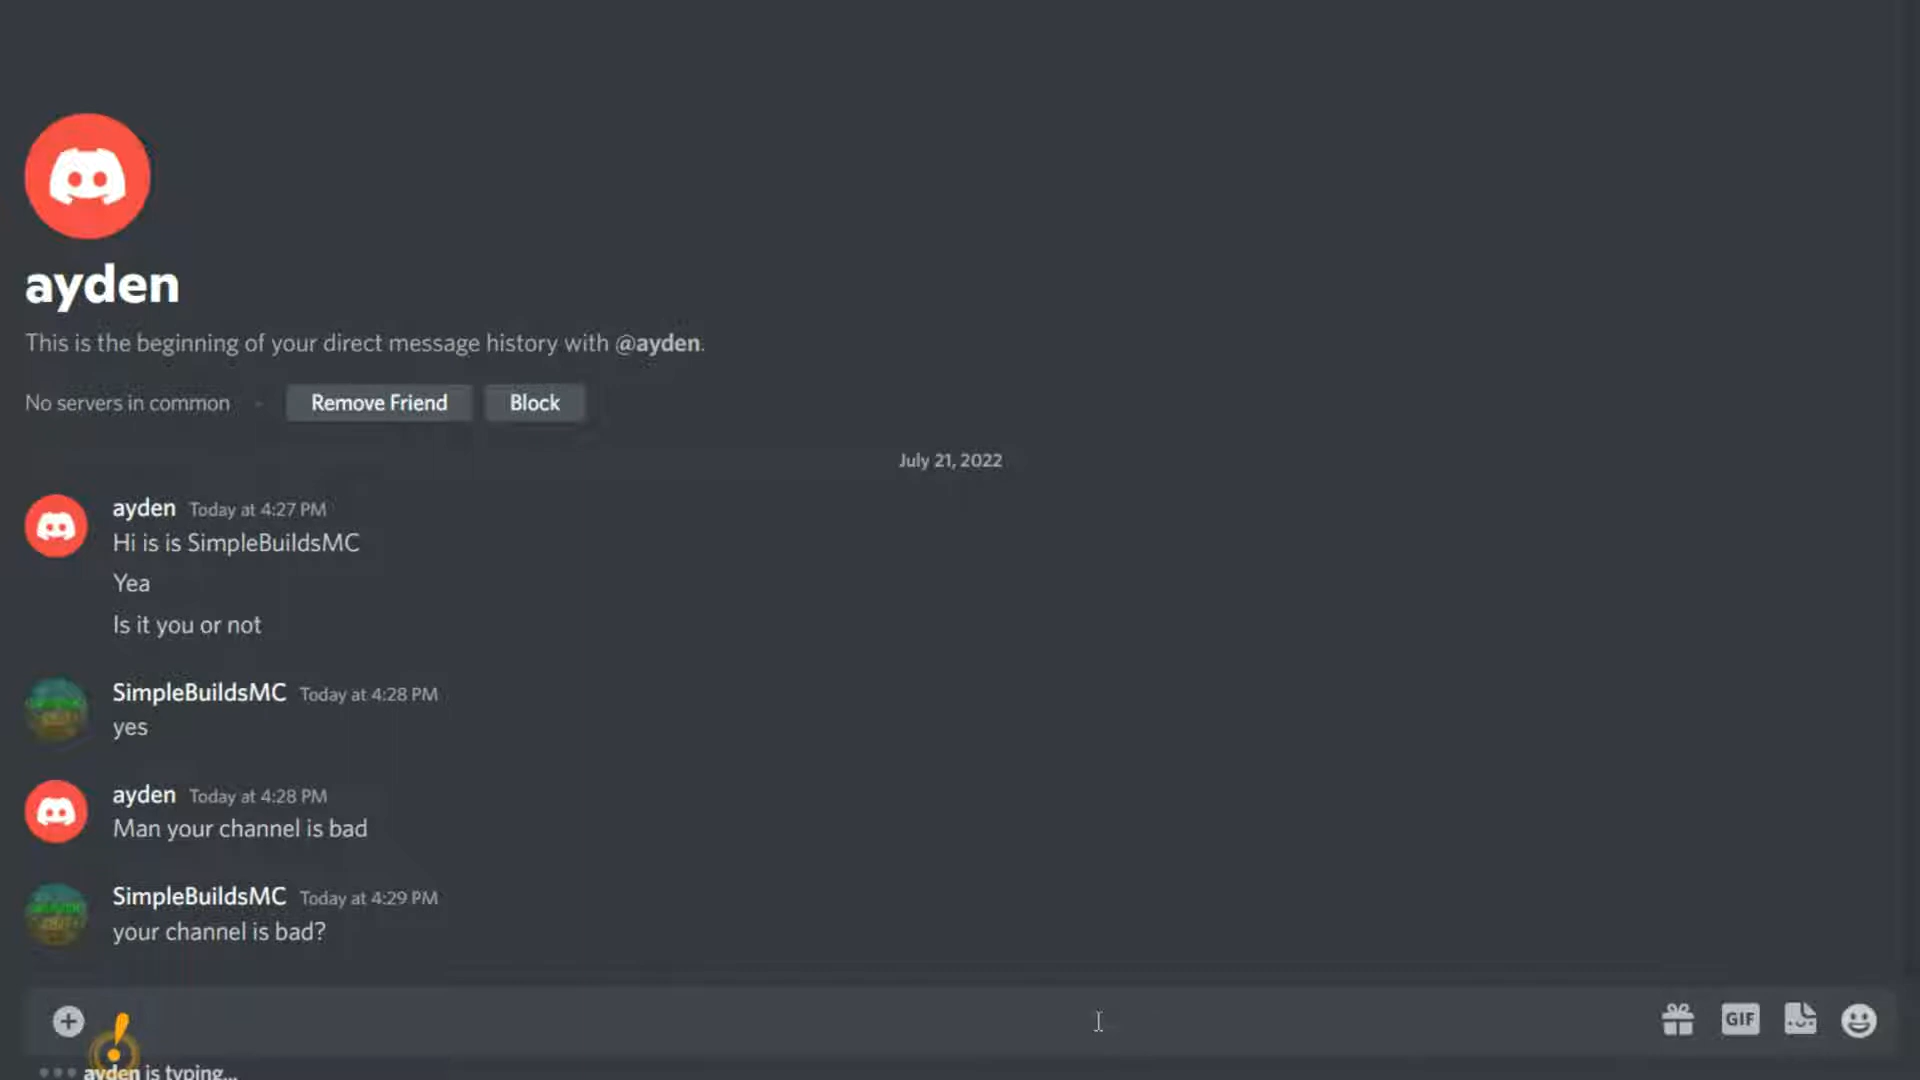 ayden
This is the beginning of your direct message history with @ayden.
No servers in common
Remove Friend
Block
July 21, 2022
ayden Today at 4:27 PM
Hi is is SimpleBuildsMC
Yea
Is it you or not
SimpleBuildsMC Today at 4:28 PM
yes
ayden Today at 4:28 PM
Man your channel is bad
SimpleBuildsMC Today at 4:29 PM
your channel is bad?
GIF
ayden is typing...